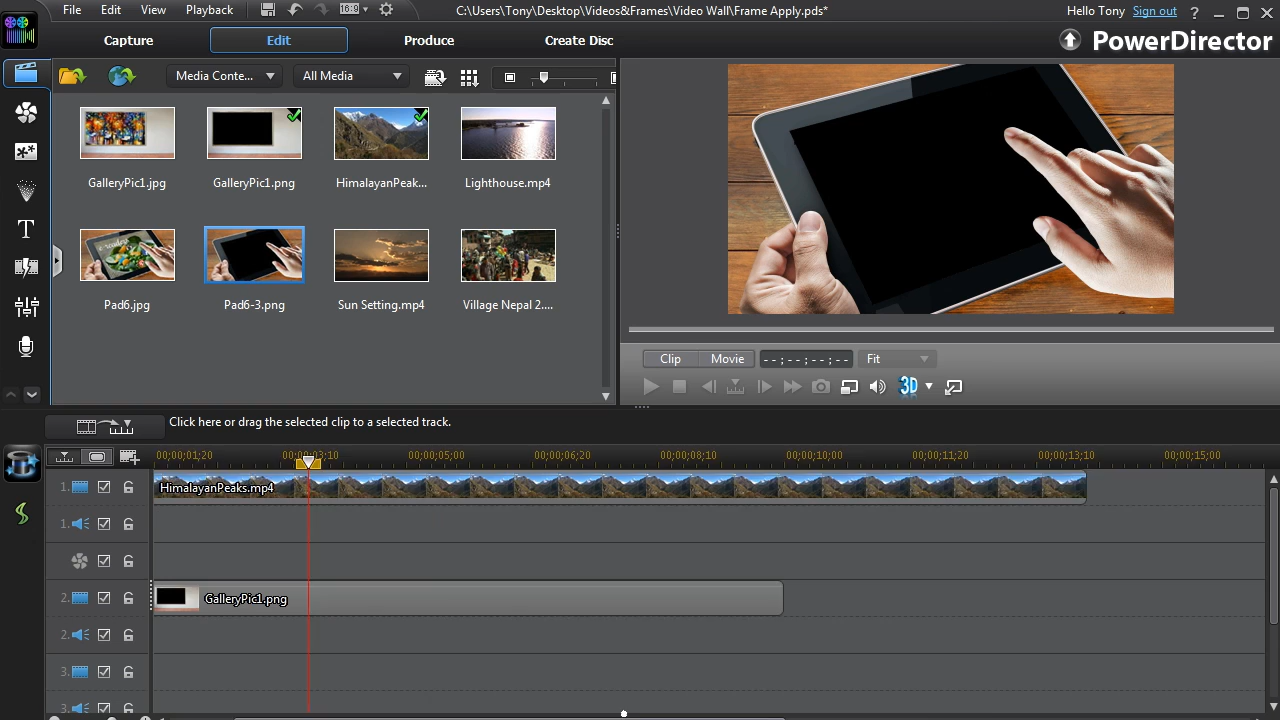 File Edit View Playback 16:9 C:\Users\Tony\Desktop\Videos&Frames\Video Wall\Frame Apply.pds* Hello Tony Sign out ?
Capture Edit Produce Create Disc PowerDirector
Media Conte... All Media
GalleryPic1.jpg GalleryPic1.png HimalayanPeak... Lighthouse.mp4
Pad6.jpg Pad6-3.png Sun Setting.mp4 Village Nepal 2....
T
Clip Movie --;--;--;-- Fit
3D
Click here or drag the selected clip to a selected track.
00;00;01;20 00;00;03;10 00;00;05;00 00;00;06;20 00;00;08;10 00;00;10;00 00;00;11;20 00;00;13;10 00;00;15;00
1. HimalayanPeaks.mp4
1.
2. GalleryPic1.png
2.
3.
3.